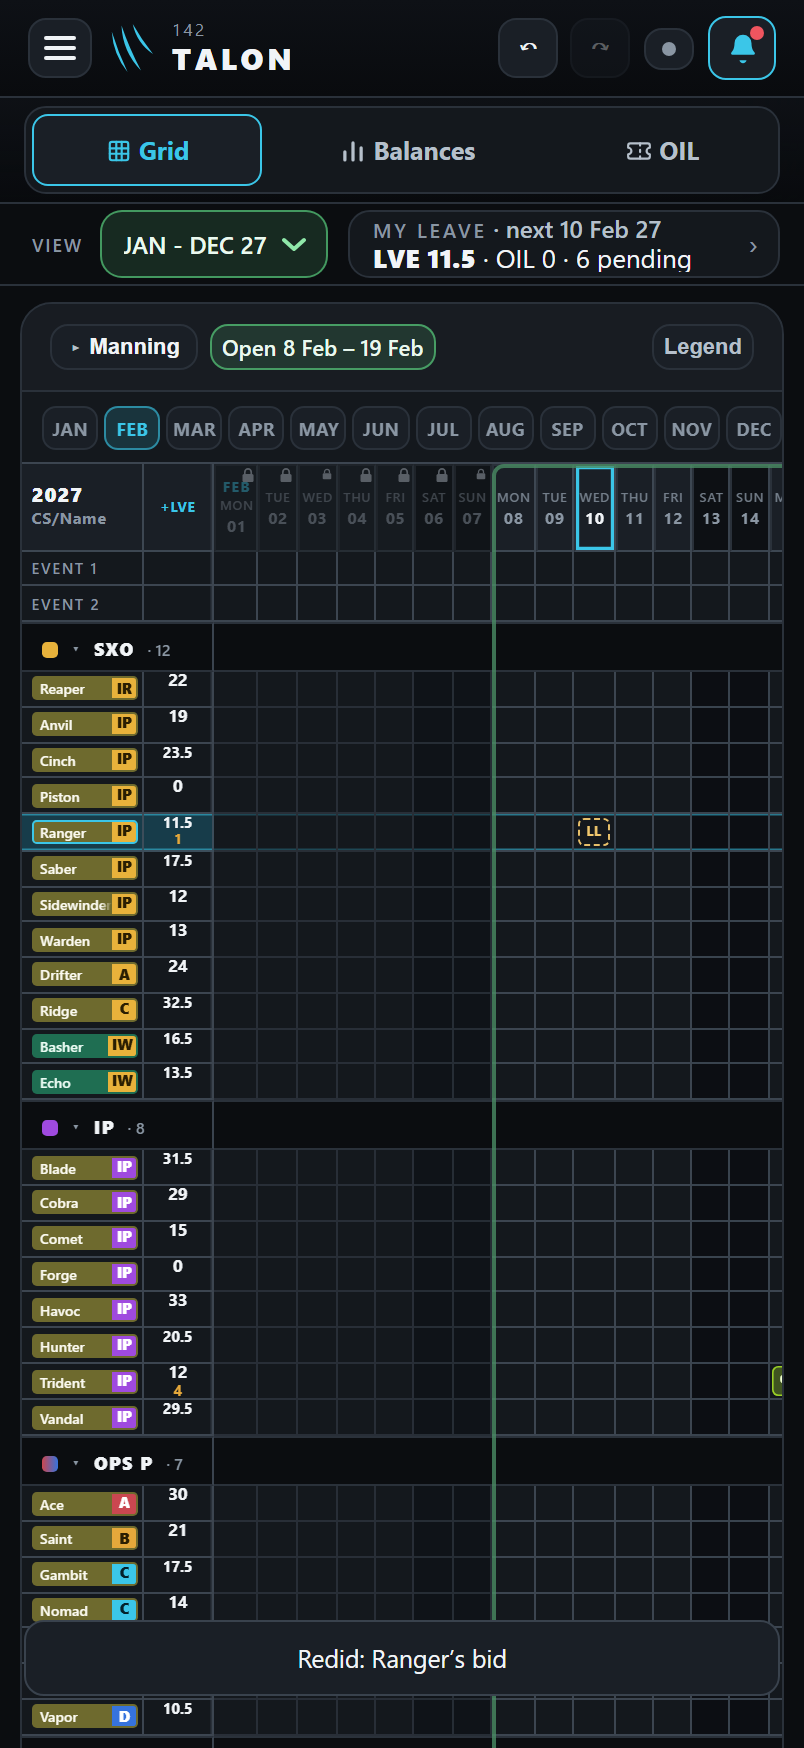 142
TALON
Grid
Balances
OIL
VIEW
JAN - DEC 27
MY LEAVE · next 10 Feb 27
LVE 11.5 · OIL 0 · 6 pending
Manning
Open 8 Feb – 19 Feb
Legend
JAN FEB MAR APR MAY JUN JUL AUG SEP OCT NOV DEC
2027
CS/Name
+LVE
FEB
MON TUE WED THU FRI SAT SUN MON TUE WED THU FRI SAT SUN
01 02 03 04 05 06 07 08 09 10 11 12 13 14
EVENT 1
EVENT 2
SXO · 12
Reaper IR 22
Anvil IP 19
Cinch IP 23.5
Piston IP 0
Ranger IP 11.5 1 LL
Saber IP 17.5
Sidewinder IP 12
Warden IP 13
Drifter A 24
Ridge C 32.5
Basher IW 16.5
Echo IW 13.5
IP · 8
Blade IP 31.5
Cobra IP 29
Comet IP 15
Forge IP 0
Havoc IP 33
Hunter IP 20.5
Trident IP 12 4
Vandal IP 29.5
OPS P · 7
Ace A 30
Saint B 21
Gambit C 17.5
Nomad C 14
Redid: Ranger's bid
Vapor D 10.5